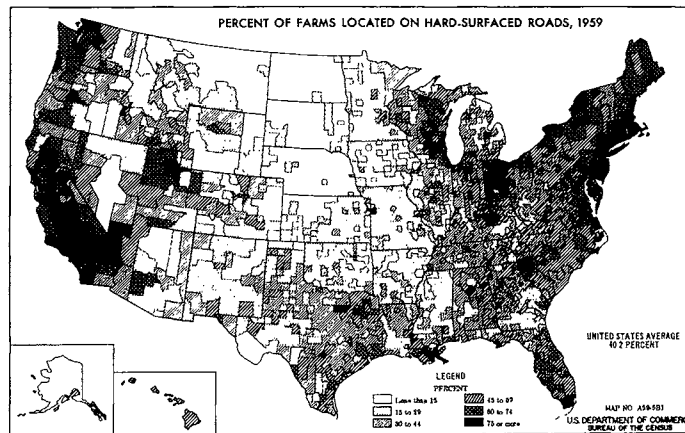 PERCENT OF FARMS LOCATED ON HARD-SURFACED ROADS, 1959
UNITED STATES AVERAGE
40.2 PERCENT
LEGEND
PERCENT
Less than 15
15 to 29
30 to 44
45 to 59
60 to 74
75 or more
MAP NO. A59-581
U.S. DEPARTMENT OF COMMERCE
BUREAU OF THE CENSUS